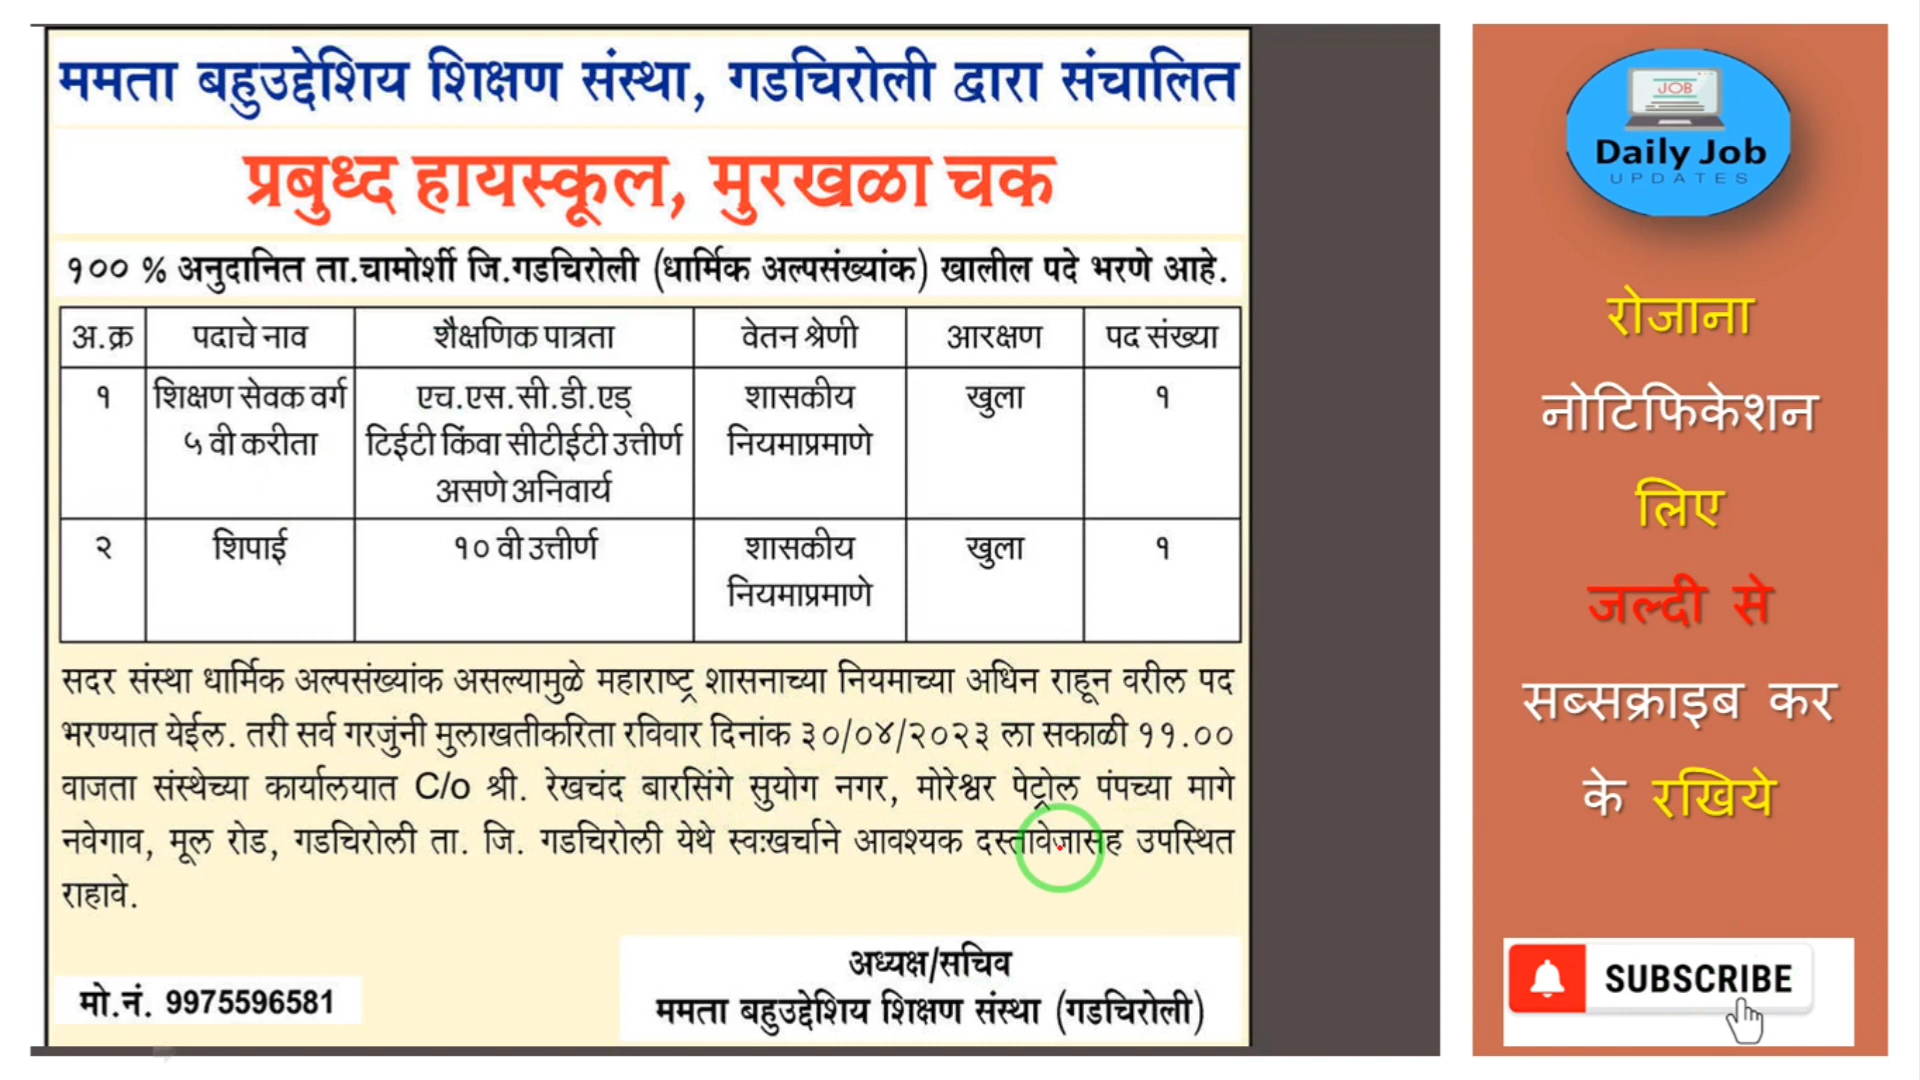 ममता बहुउद्देशिय शिक्षण संस्था, गडचिरोली द्वारा संचालित
प्रबुध्द हायस्कूल, मुरखळा चक
१०० % अनुदानित ता.चामोर्शी जि.गडचिरोली (धार्मिक अल्पसंख्यांक) खालील पदे भरणे आहे.
अ.क्र पदाचे नाव शैक्षणिक पात्रता वेतन श्रेणी आरक्षण पद संख्या
१ शिक्षण सेवक वर्ग एच.एस.सी.डी.एड् शासकीय खुला १
५ वी करीता टिईटी किंवा सीटीईटी उत्तीर्ण नियमाप्रमाणे
असणे अनिवार्य
२ शिपाई १० वी उत्तीर्ण शासकीय खुला १
नियमाप्रमाणे
सदर संस्था धार्मिक अल्पसंख्यांक असल्यामुळे महाराष्ट्र शासनाच्या नियमाच्या अधिन राहून वरील पद
भरण्यात येईल. तरी सर्व गरजुंनी मुलाखतीकरिता रविवार दिनांक ३०/०४/२०२३ ला सकाळी ११.००
वाजता संस्थेच्या कार्यालयात C/o श्री. रेखचंद बारसिंगे सुयोग नगर, मोरेश्वर पेट्रोल पंपच्या मागे
नवेगाव, मूल रोड, गडचिरोली ता. जि. गडचिरोली येथे स्वःखर्चाने आवश्यक दस्तावेजासह उपस्थित
राहावे.
अध्यक्ष/सचिव
मो.नं. 9975596581
ममता बहुउद्देशिय शिक्षण संस्था (गडचिरोली)
JOB
Daily Job
UPDATES
रोजाना
नोटिफिकेशन
लिए
जल्दी से
सब्सक्राइब कर
के रखिये
SUBSCRIBE